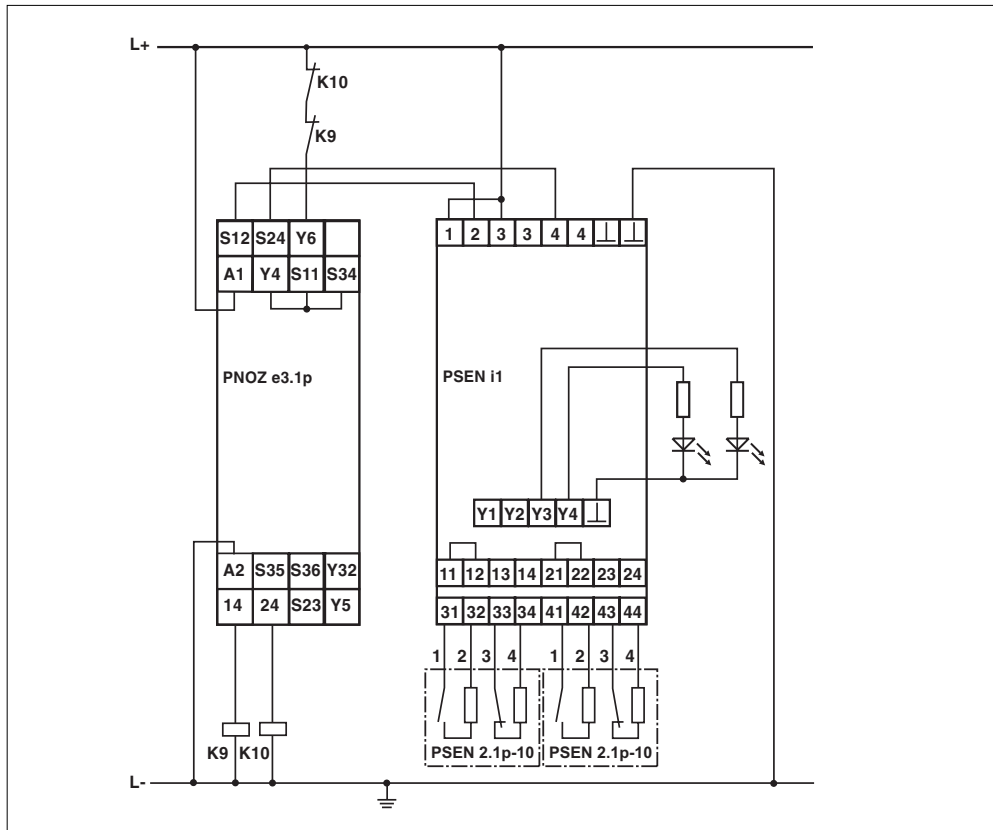 L+
K10
K9
S12 S24 Y6
A1 Y4 S11 S34
1 2 3 3 4 4
PNOZ e3.1p
PSEN i1
Y1 Y2 Y3 Y4
A2 S35 S36 Y32
14 24 S23 Y5
11 12 13 14 21 22 23 24
31 32 33 34 41 42 43 44
1 2 3 4 1 2 3 4
K9 K10
PSEN 2.1p-10 PSEN 2.1p-10
L-